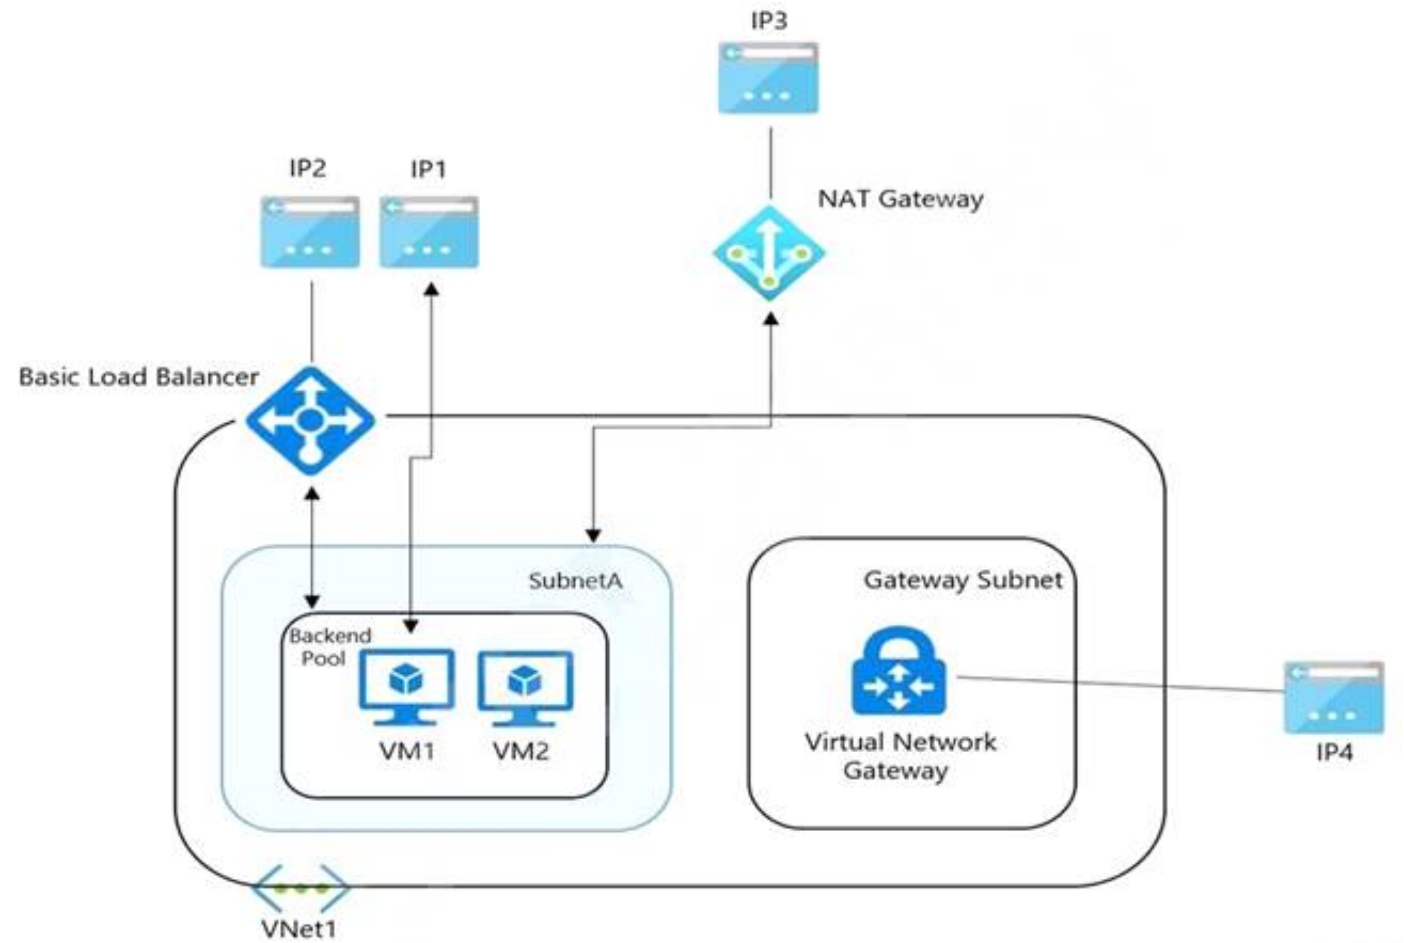 IP3
IP2
IP1
NAT Gateway
Basic Load Balancer
SubnetA
Gateway Subnet
Backend
Pool
VM1
VM2
Virtual Network
Gateway
IP4
VNet1